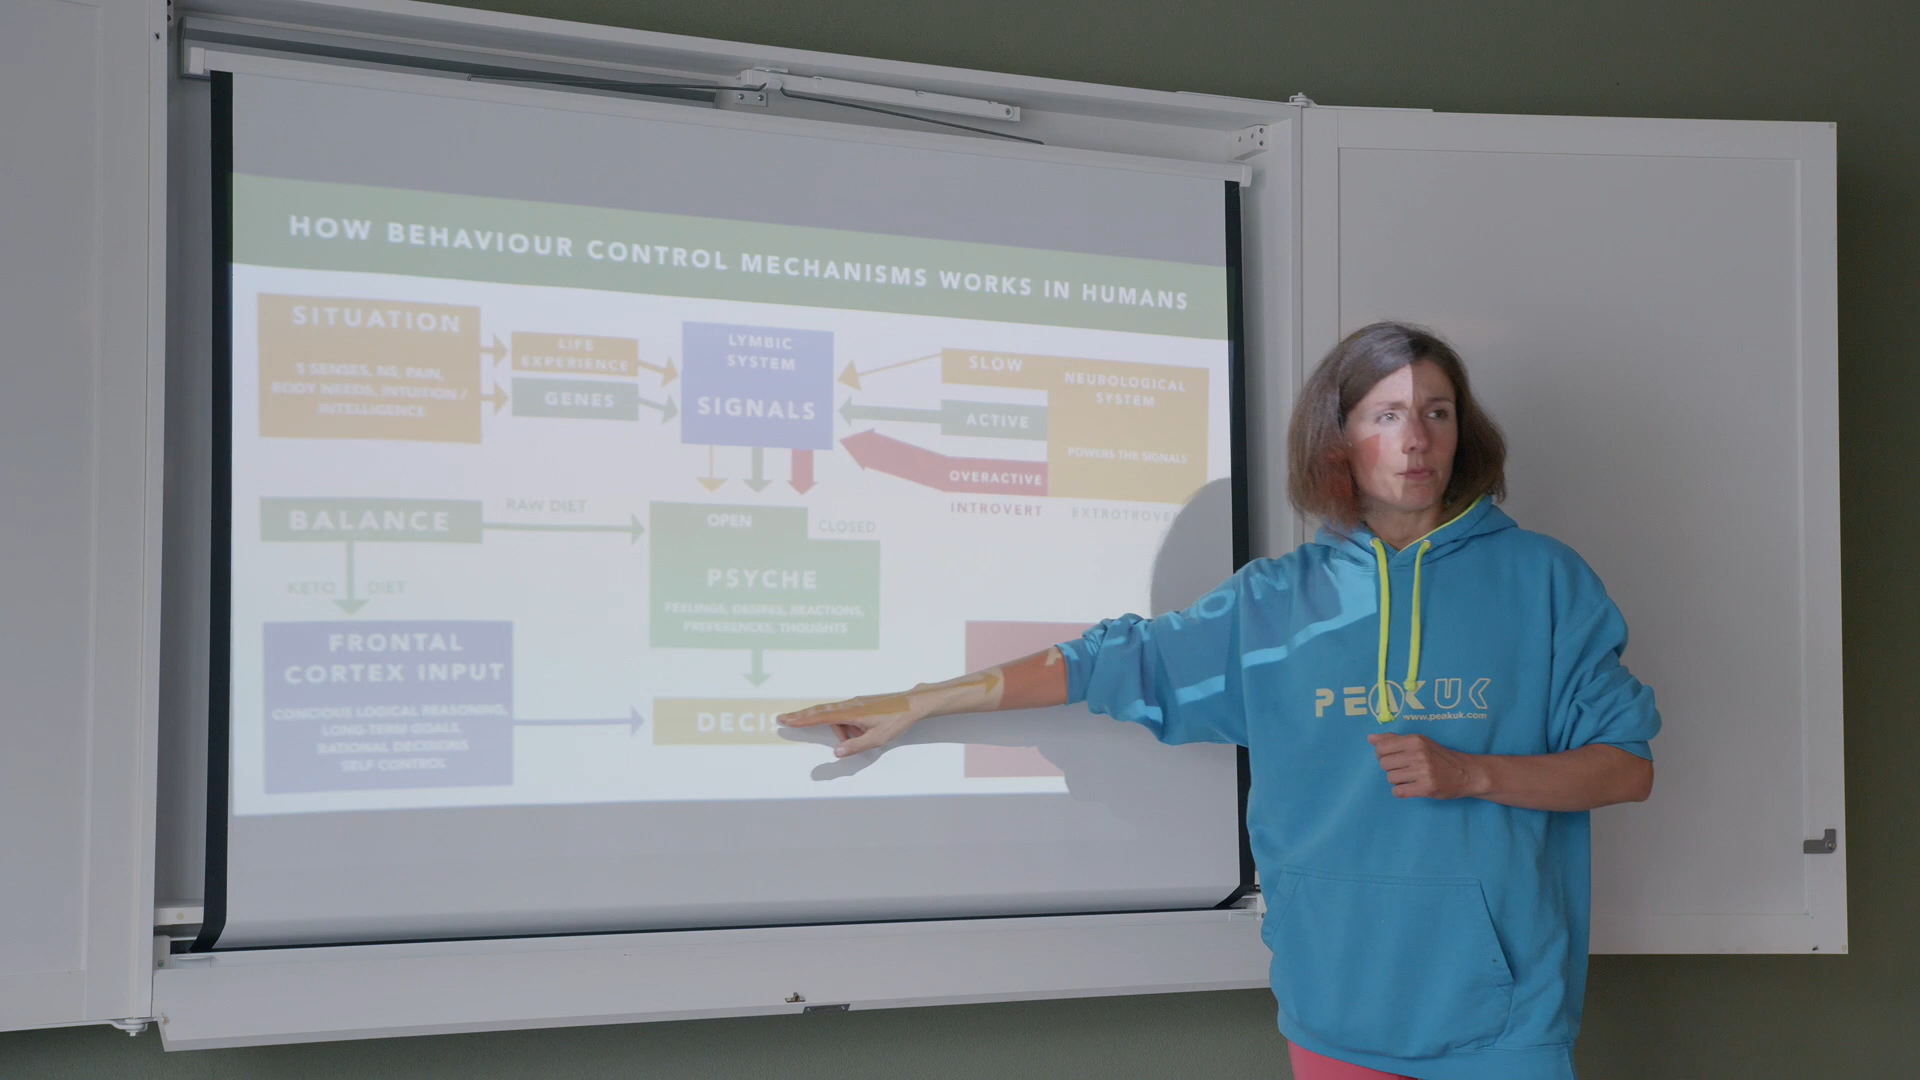 HOW BEHAVIOUR CONTROL MECHANISMS WORKS IN HUMANS
SITUATION
5 SENSES, NS, PAIN,
BODY NEEDS, INTUITION /
INTELLIGENCE
LIFE
EXPERIENCE
GENES
LYMBIC
SYSTEM
SIGNALS
SLOW
ACTIVE
OVERACTIVE
NEUROLOGICAL
SYSTEM
POWERS THE SIGNALS
INTROVERT
BALANCE
RAW DIET
KETO DIET
OPEN
CLOSED
PSYCHE
FEELINGS, DESIRES, REACTIONS,
PREFERENCES, THOUGHTS
FRONTAL
CORTEX INPUT
CONCIOUS LOGICAL REASONING,
LONG-TERM GOALS,
RATIONAL DECISIONS
SELF CONTROL
PEAK UK
www.peakuk.com